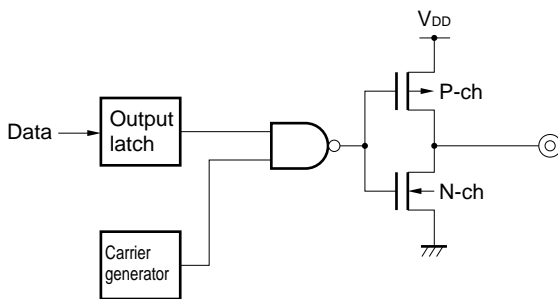 VDD
P-ch
Output
latch
Data
N-ch
Carrier
generator